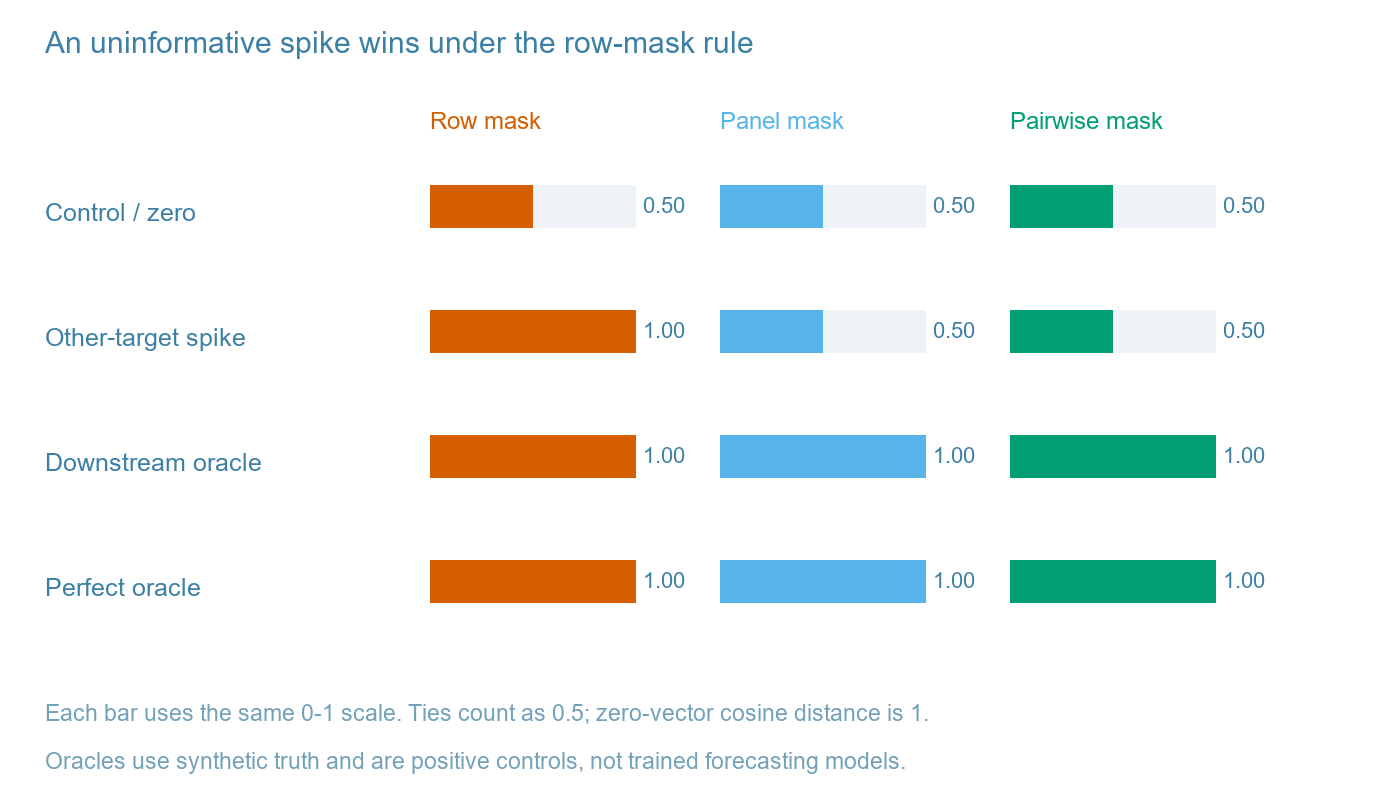 An uninformative spike wins under the row-mask rule
Row mask Panel mask Pairwise mask
Control / zero 0.50 0.50 0.50
Other-target spike 1.00 0.50 0.50
Downstream oracle 1.00 1.00 1.00
Perfect oracle 1.00 1.00 1.00
Each bar uses the same 0-1 scale. Ties count as 0.5; zero-vector cosine distance is 1.
Oracles use synthetic truth and are positive controls, not trained forecasting models.